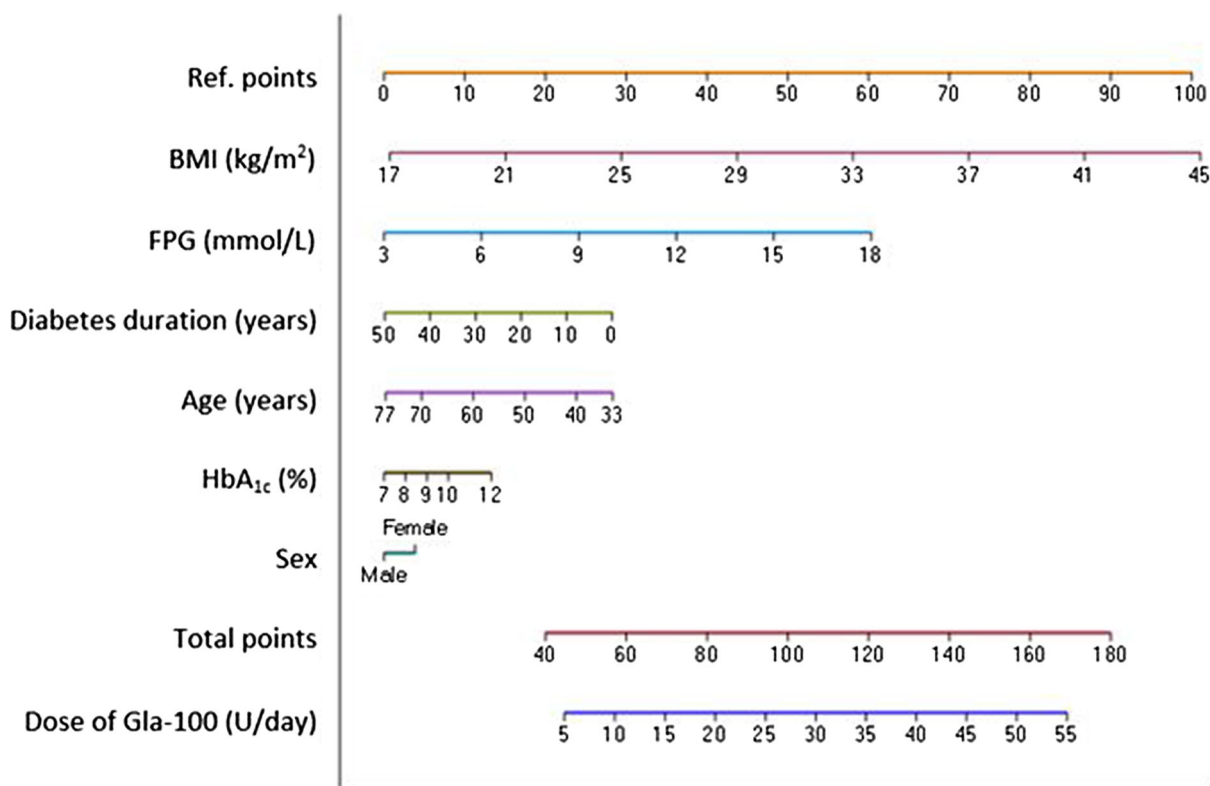 Ref. points
0 10 20 30 40 50 60 70 80 90 100
BMI (kg/m²)
17 21 25 29 33 37 41 45
FPG (mmol/L)
3 6 9 12 15 18
Diabetes duration (years)
50 40 30 20 10 0
Age (years)
77 70 60 50 40 33
HbA₁c (%)
7 8 9 10 12
Female
Sex
Male
Total points
40 60 80 100 120 140 160 180
Dose of Gla-100 (U/day)
5 10 15 20 25 30 35 40 45 50 55